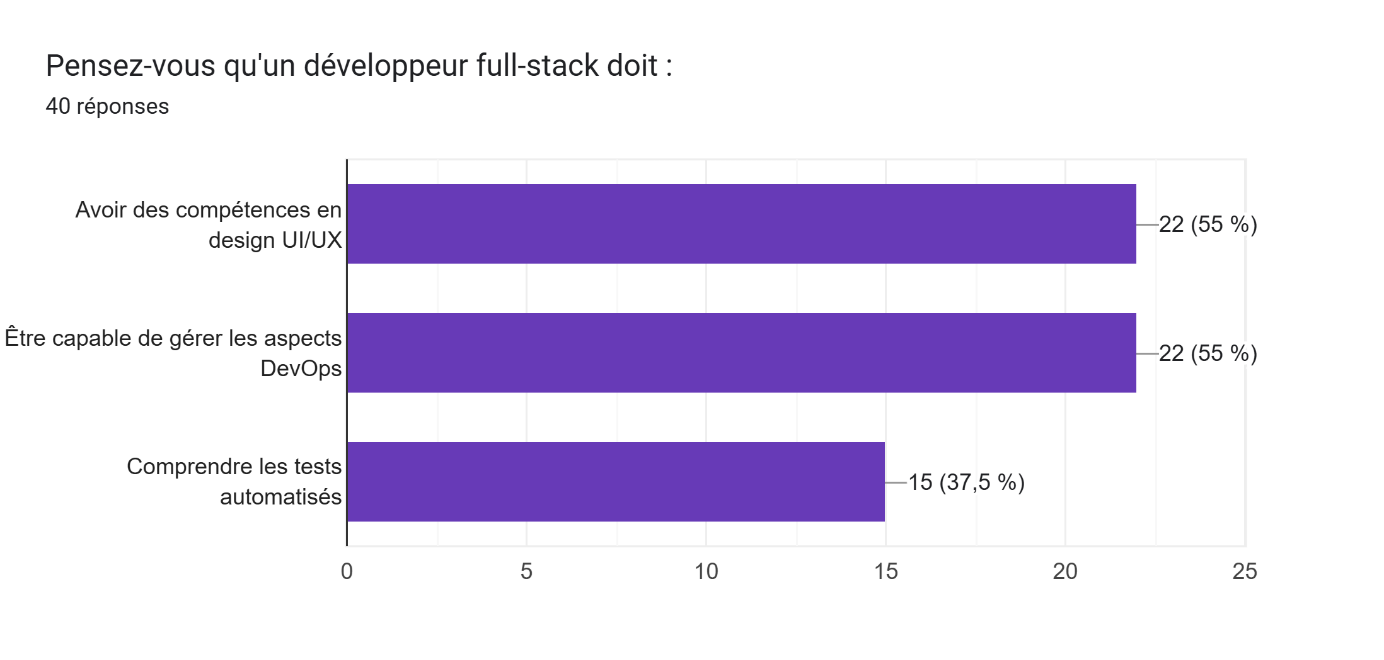 Pensez-vous qu'un développeur full-stack doit :
40 réponses
Avoir des compétences en
design UI/UX
22 (55 %)
Être capable de gérer les aspects
DevOps
22 (55 %)
Comprendre les tests
automatisés
15 (37,5 %)
0 5 10 15 20 25